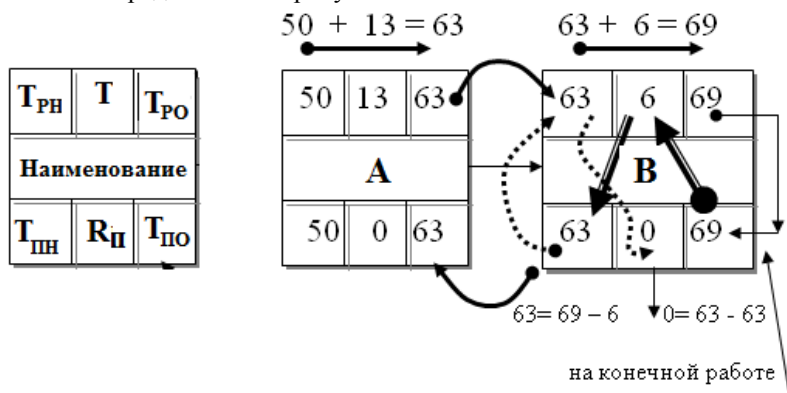 50 + 13 = 63
63 + 6 = 69
Tрн T Tро
Наименование
Tпн Rп Tпо
50 13 63
A
50 0 63
63 6 69
B
63 0 69
63= 69 – 6
0= 63 - 63
на конечной работе